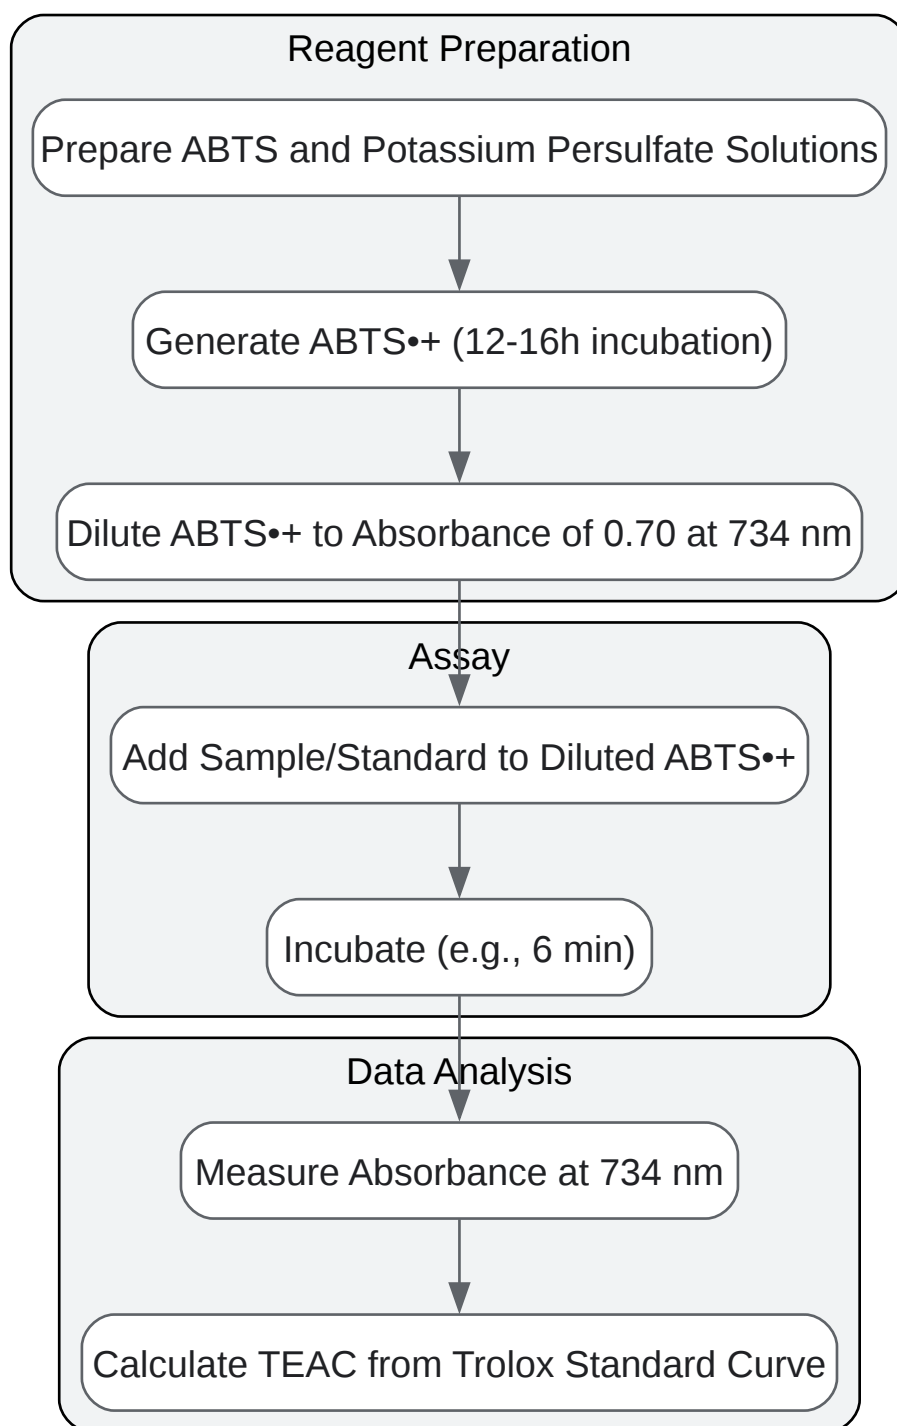 Reagent Preparation
Prepare ABTS and Potassium Persulfate Solutions
Generate ABTS•+ (12-16h incubation)
Dilute ABTS•+ to Absorbance of 0.70 at 734 nm
Assay
Add Sample/Standard to Diluted ABTS•+
Incubate (e.g., 6 min)
Data Analysis
Measure Absorbance at 734 nm
Calculate TEAC from Trolox Standard Curve